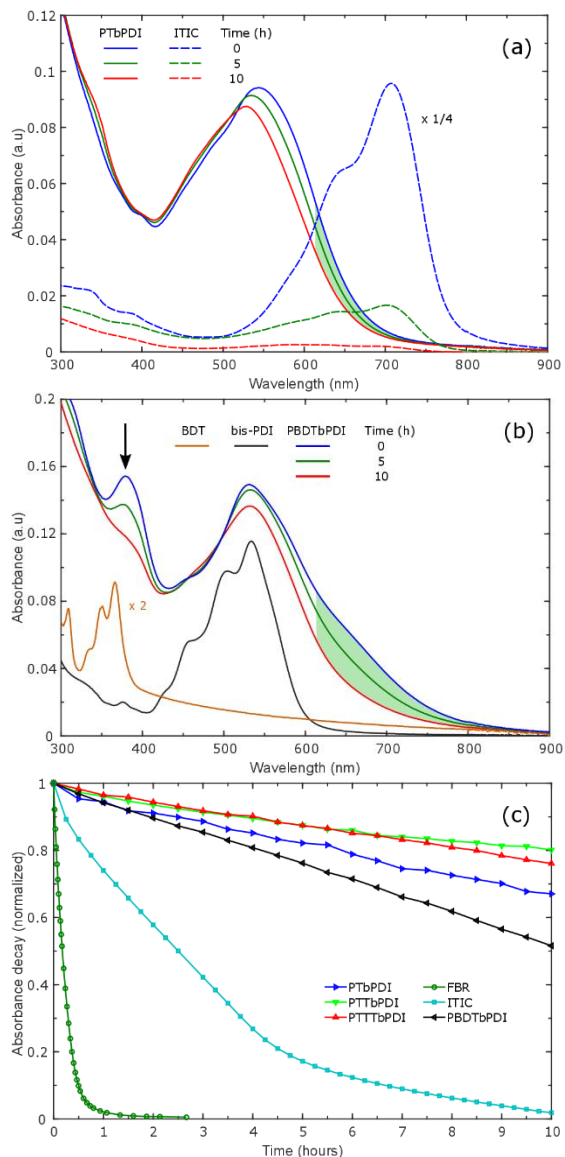 PTbPDI ITIC Time (h)
0
5
10
(a)
x 1/4
0.12
0.1
0.08
0.06
0.04
0.02
0
Absorbance (a.u)
300 400 500 600 700 800 900
Wavelength (nm)
BDT bis-PDI PBDTbPDI Time (h)
0
5
10
(b)
x 2
0.2
0.16
0.12
0.08
0.04
0
Absorbance (a.u)
300 400 500 600 700 800 900
Wavelength (nm)
(c)
1
0.8
0.6
0.4
0.2
0
Absorbance decay (normalized)
PTbPDI FBR
PTTbPDI ITIC
PTTTbPDI PBDTbPDI
0 1 2 3 4 5 6 7 8 9 10
Time (hours)